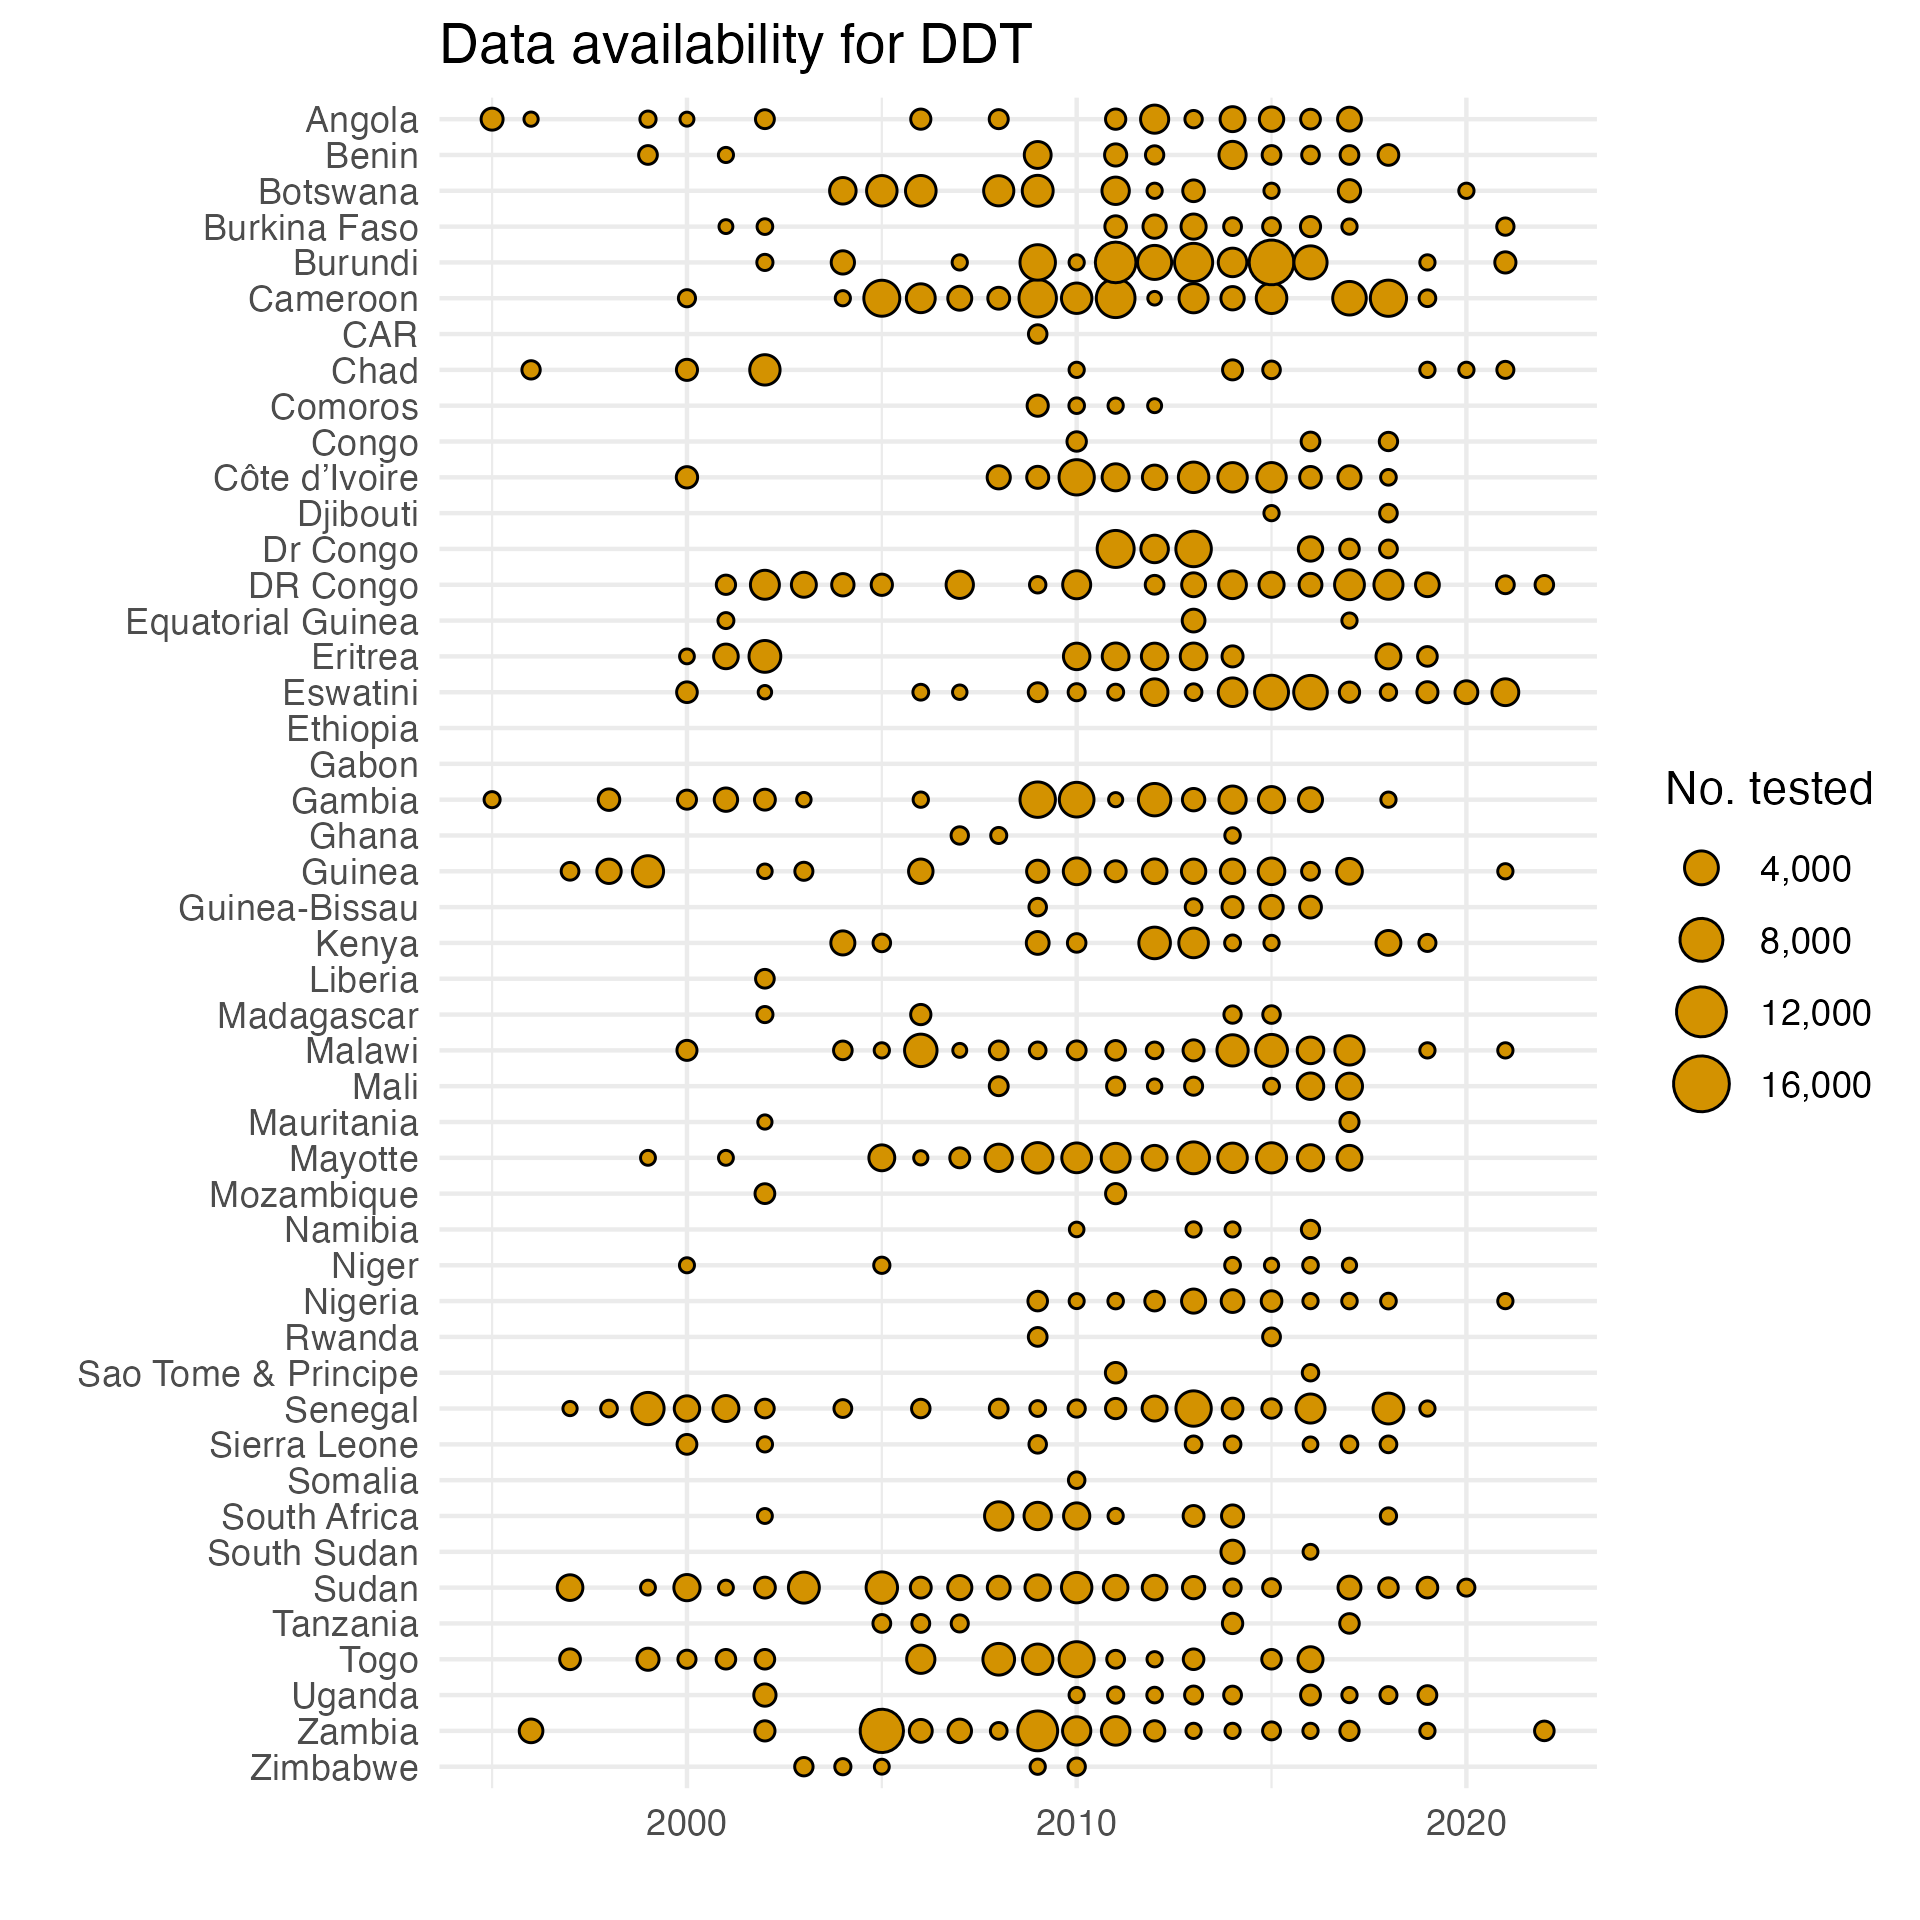 Data availability for DDT
Angola
Benin
Botswana
Burkina Faso
Burundi
Cameroon
CAR
Chad
Comoros
Congo
Côte d’Ivoire
Djibouti
Dr Congo
DR Congo
Equatorial Guinea
Eritrea
Eswatini
Ethiopia
Gabon
Gambia
Ghana
Guinea
Guinea-Bissau
Kenya
Liberia
Madagascar
Malawi
Mali
Mauritania
Mayotte
Mozambique
Namibia
Niger
Nigeria
Rwanda
Sao Tome & Principe
Senegal
Sierra Leone
Somalia
South Africa
South Sudan
Sudan
Tanzania
Togo
Uganda
Zambia
Zimbabwe
2000 2010 2020
No. tested
4,000
8,000
12,000
16,000